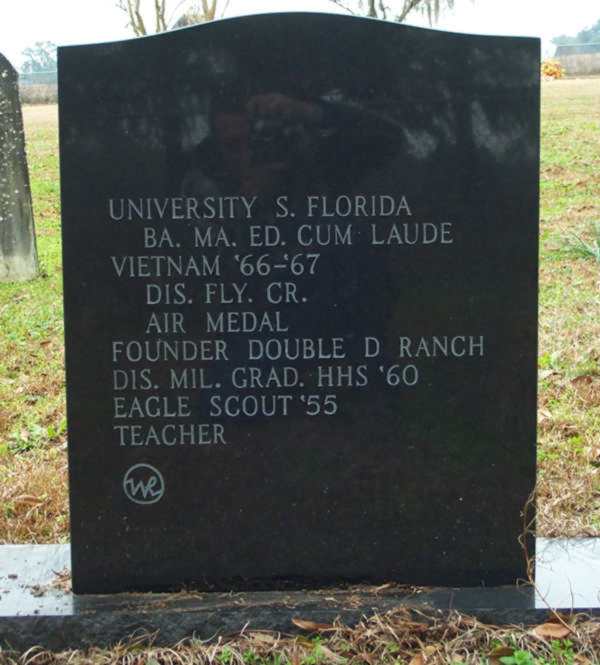 UNIVERSITY S. FLORIDA
BA. MA. ED. CUM LAUDE
VIETNAM '66-'67
DIS. FLY. CR.
AIR MEDAL
FOUNDER DOUBLE D RANCH
DIS. MIL. GRAD. HHS '60
EAGLE SCOUT '55
TEACHER